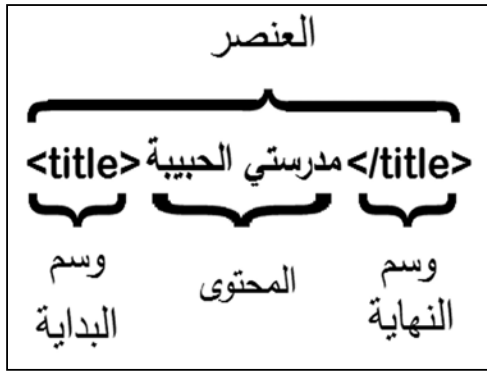 العنصر
<title>مدرستي الحبيبة</title>
وسم البداية
المحتوى
وسم النهاية